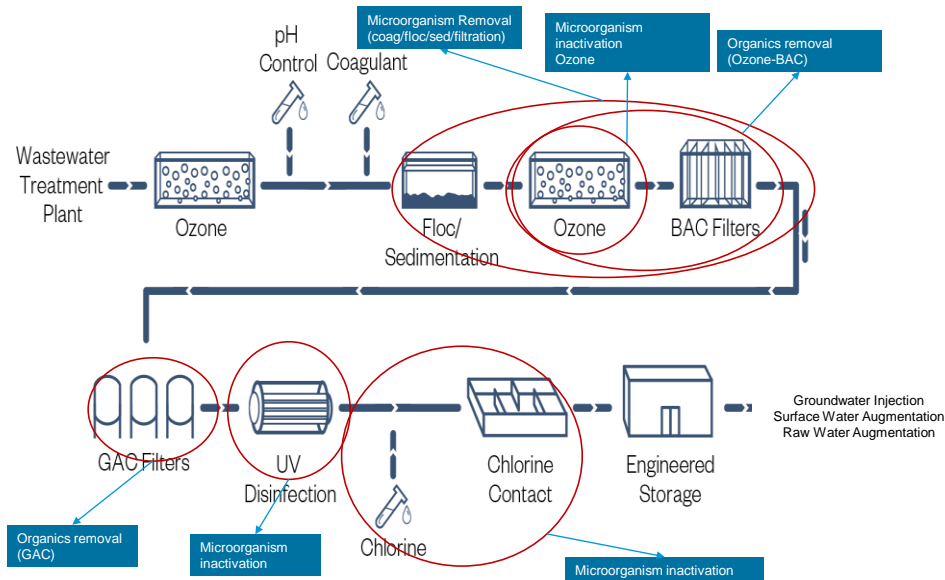 Microorganism Removal
(coag/floc/sed/filtration)
Microorganism
inactivation
Ozone
Organics removal
(Ozone-BAC)
pH
Control
Coagulant
Wastewater
Treatment
Plant
Ozone
Floc/
Sedimentation
Ozone
BAC Filters
GAC Filters
UV
Disinfection
Chlorine
Chlorine
Contact
Engineered
Storage
Groundwater Injection
Surface Water Augmentation
Raw Water Augmentation
Organics removal
(GAC)
Microorganism
inactivation
Microorganism inactivation